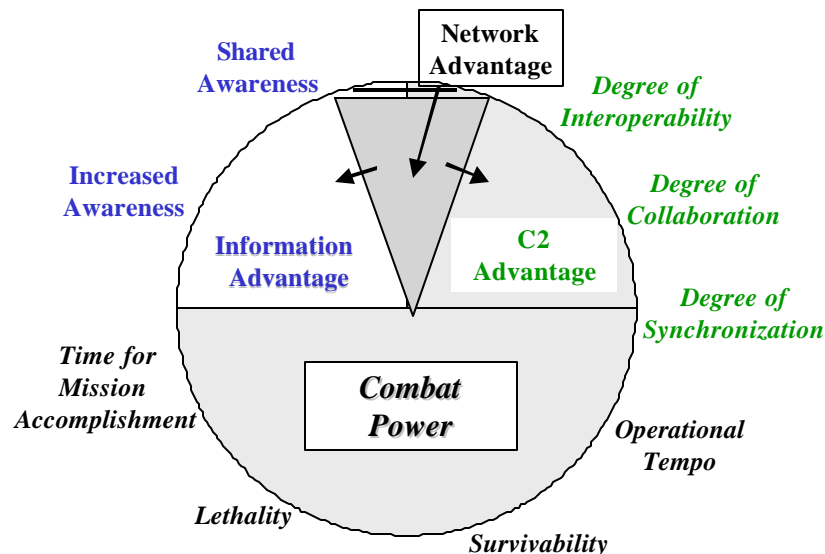 Network
Advantage
Shared
Awareness
Degree of
Interoperability
Increased
Awareness
Degree of
Collaboration
Information
Advantage
C2
Advantage
Degree of
Synchronization
Time for
Mission
Accomplishment
Combat
Power
Operational
Tempo
Lethality
Survivability